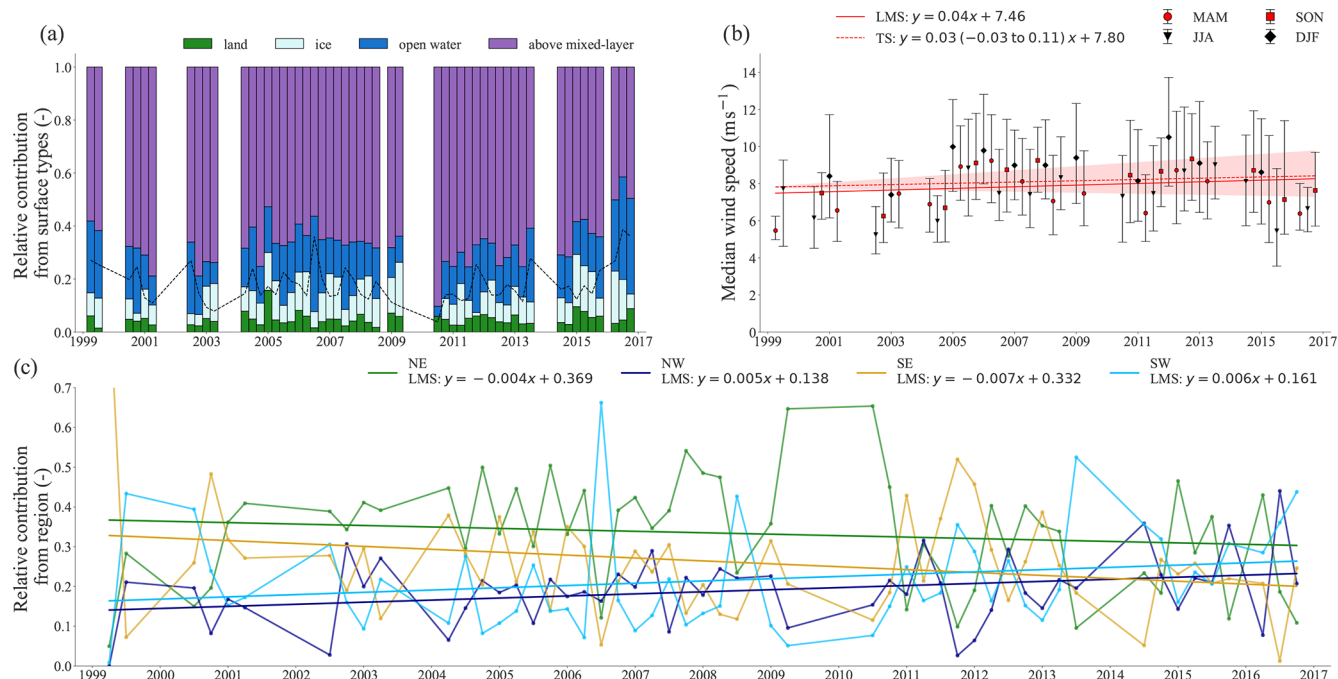 (a)
land
ice
open water
above mixed-layer
Relative contribution
from surface types (-)
1.0
0.8
0.6
0.4
0.2
0.0
1999
2001
2003
2005
2007
2009
2011
2013
2015
2017
(b)
LMS: y = 0.04x + 7.46
TS: y = 0.03 (−0.03 to 0.11) x + 7.80
MAM
JJA
SON
DJF
Median wind speed (ms⁻¹)
14
12
10
8
6
4
2
0
1999
2001
2003
2005
2007
2009
2011
2013
2015
2017
(c)
NE
LMS: y = − 0.004x + 0.369
NW
LMS: y = 0.005x + 0.138
SE
LMS: y = −0.007x + 0.332
SW
LMS: y = 0.006x + 0.161
Relative contribution
from region (-)
0.7
0.6
0.5
0.4
0.3
0.2
0.1
0.0
1999
2000
2001
2002
2003
2004
2005
2006
2007
2008
2009
2010
2011
2012
2013
2014
2015
2016
2017